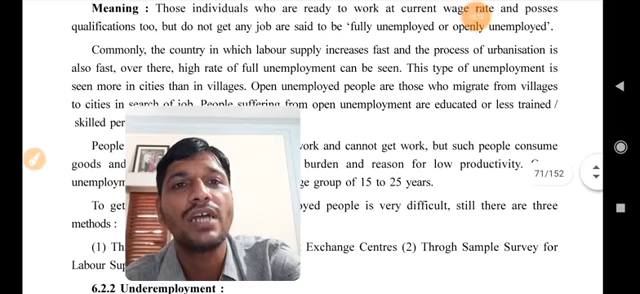 Meaning : Those individuals who are ready to work at current wage rate and posses
qualifications too, but do not get any job are said to be 'fully unemployed or openly unemployed'.
Commonly, the country in which labour supply increases fast and the process of urbanisation is
also fast, over there, high rate of full unemployment can be seen. This type of unemployment is
seen more in cities than in villages. Open unemployed people are those who migrate from villages
to cities in search of job. People suffering from open unemployment are educated or less trained /
skilled per
People work and cannot get work, but such people consume
goods and burden and reason for low productivity.
unemploym ge group of 15 to 25 years.
71/152
To get yed people is very difficult, still there are three
methods :
(1) Th Exchange Centres (2) Throgh Sample Survey for
Labour Sup
6.2.2 Underemployment :